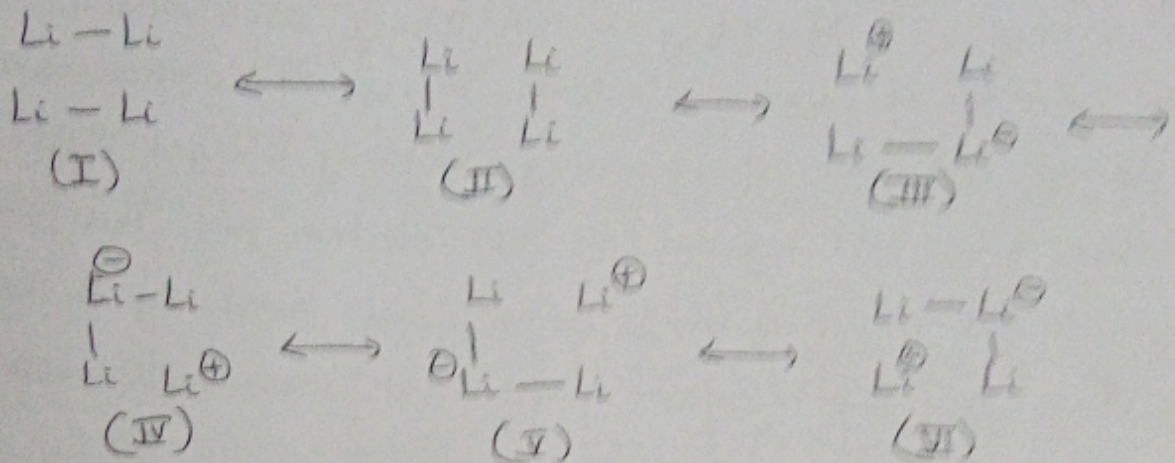 Li – Li ⟷ Li Li ⟷ Li⊕ Li ⟷
Li – Li Li Li Li – Li⊖
(I) (II) (III)
Li⊖ – Li ⟷ Li Li⊕ ⟷ Li – Li⊖
Li Li⊕ ⊖Li – Li Li⊕ Li
(IV) (V) (VI)